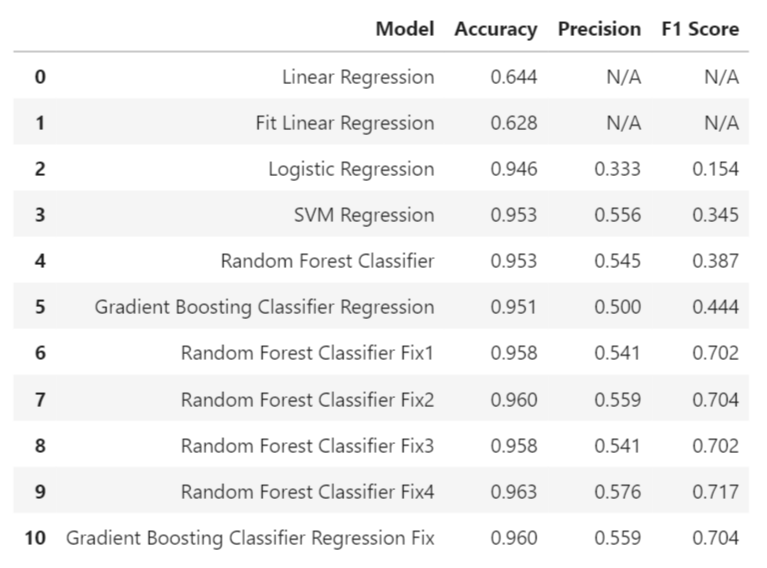 Model Accuracy Precision F1 Score
0 Linear Regression 0.644 N/A N/A
1 Fit Linear Regression 0.628 N/A N/A
2 Logistic Regression 0.946 0.333 0.154
3 SVM Regression 0.953 0.556 0.345
4 Random Forest Classifier 0.953 0.545 0.387
5 Gradient Boosting Classifier Regression 0.951 0.500 0.444
6 Random Forest Classifier Fix1 0.958 0.541 0.702
7 Random Forest Classifier Fix2 0.960 0.559 0.704
8 Random Forest Classifier Fix3 0.958 0.541 0.702
9 Random Forest Classifier Fix4 0.963 0.576 0.717
10 Gradient Boosting Classifier Regression Fix 0.960 0.559 0.704